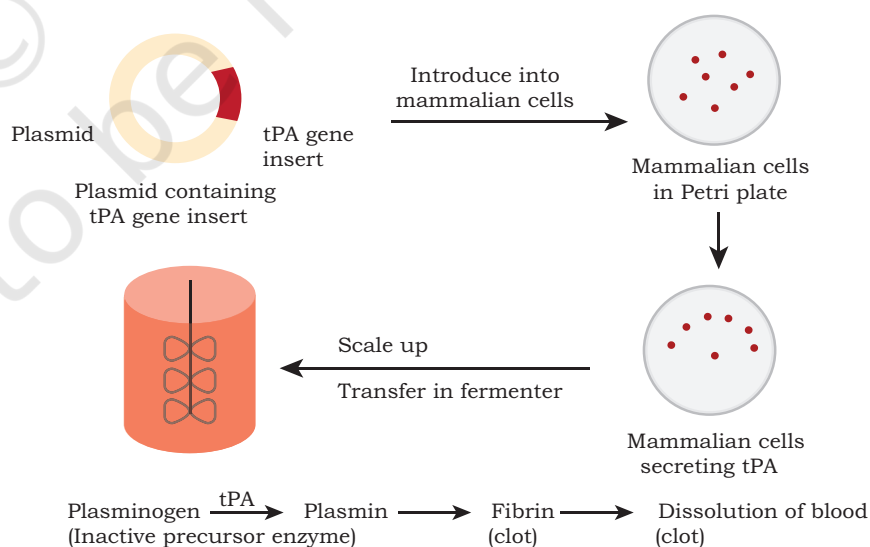 © to be r
Plasmid
tPA gene
insert
Plasmid containing
tPA gene insert
Introduce into
mammalian cells
Mammalian cells
in Petri plate
Mammalian cells
secreting tPA
Scale up
Transfer in fermenter
Plasminogen tPA Plasmin Fibrin Dissolution of blood
(Inactive precursor enzyme) (clot) (clot)